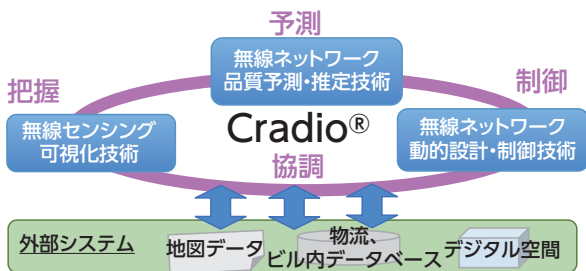 予測
無線ネットワーク
品質予測・推定技術
把握
制御
無線センシング
可視化技術
Cradio®
無線ネットワーク
動的設計・制御技術
協調
外部システム
地図データ
物流、
ビル内データベース
デジタル空間